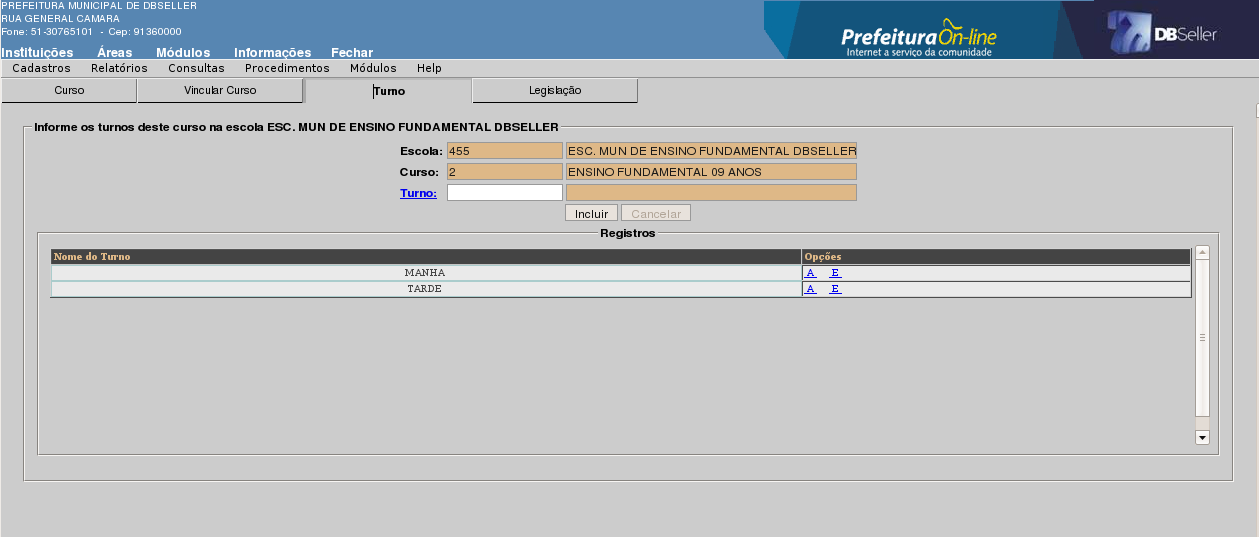 PREFEITURA MUNICIPAL DE DBSELLER
RUA GENERAL CAMARA
Fone: 51-30765101 - Cep: 91360000
PrefeituraOn-line
Internet a serviço da comunidade
DBSeller
Instituições Áreas Módulos Informações Fechar
Cadastros Relatórios Consultas Procedimentos Módulos Help
Curso Vincular Curso Turno Legislação
Informe os turnos deste curso na escola ESC. MUN DE ENSINO FUNDAMENTAL DBSELLER
Escola: 455 ESC. MUN DE ENSINO FUNDAMENTAL DBSELLER
Curso: 2 ENSINO FUNDAMENTAL 09 ANOS
Turno:
Incluir Cancelar
Registros
Nome do Turno Opções
MANHA A E
TARDE A E